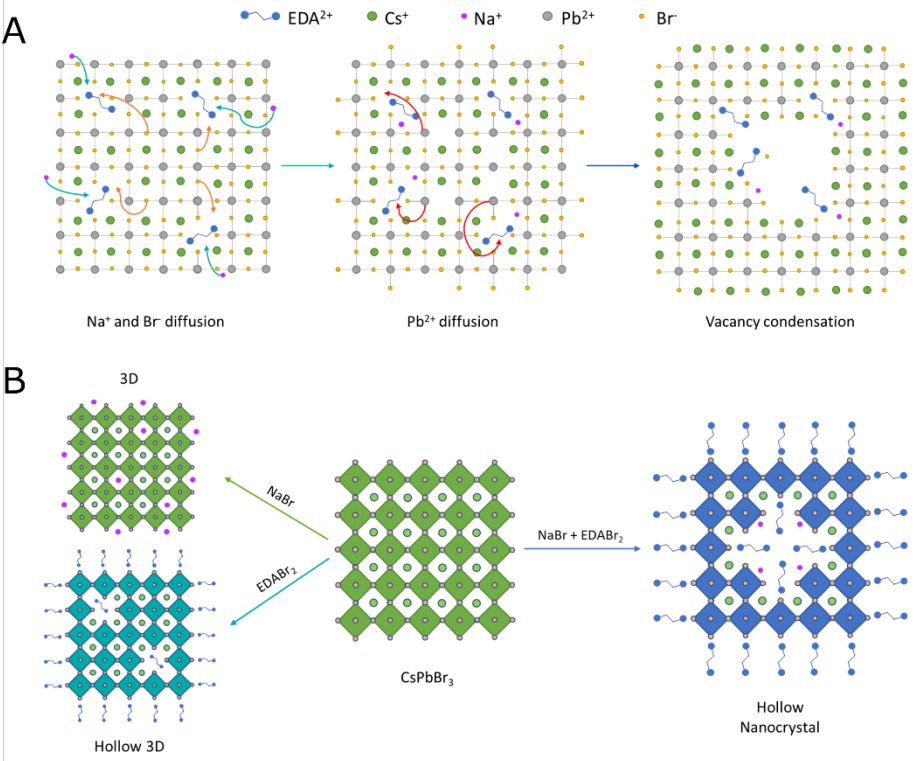 A
EDA²⁺ Cs⁺ Na⁺ Pb²⁺ Br⁻
Na⁺ and Br⁻ diffusion
Pb²⁺ diffusion
Vacancy condensation
B
3D
NaBr
EDABr₂
NaBr + EDABr₂
CsPbBr₃
Hollow 3D
Hollow
Nanocrystal